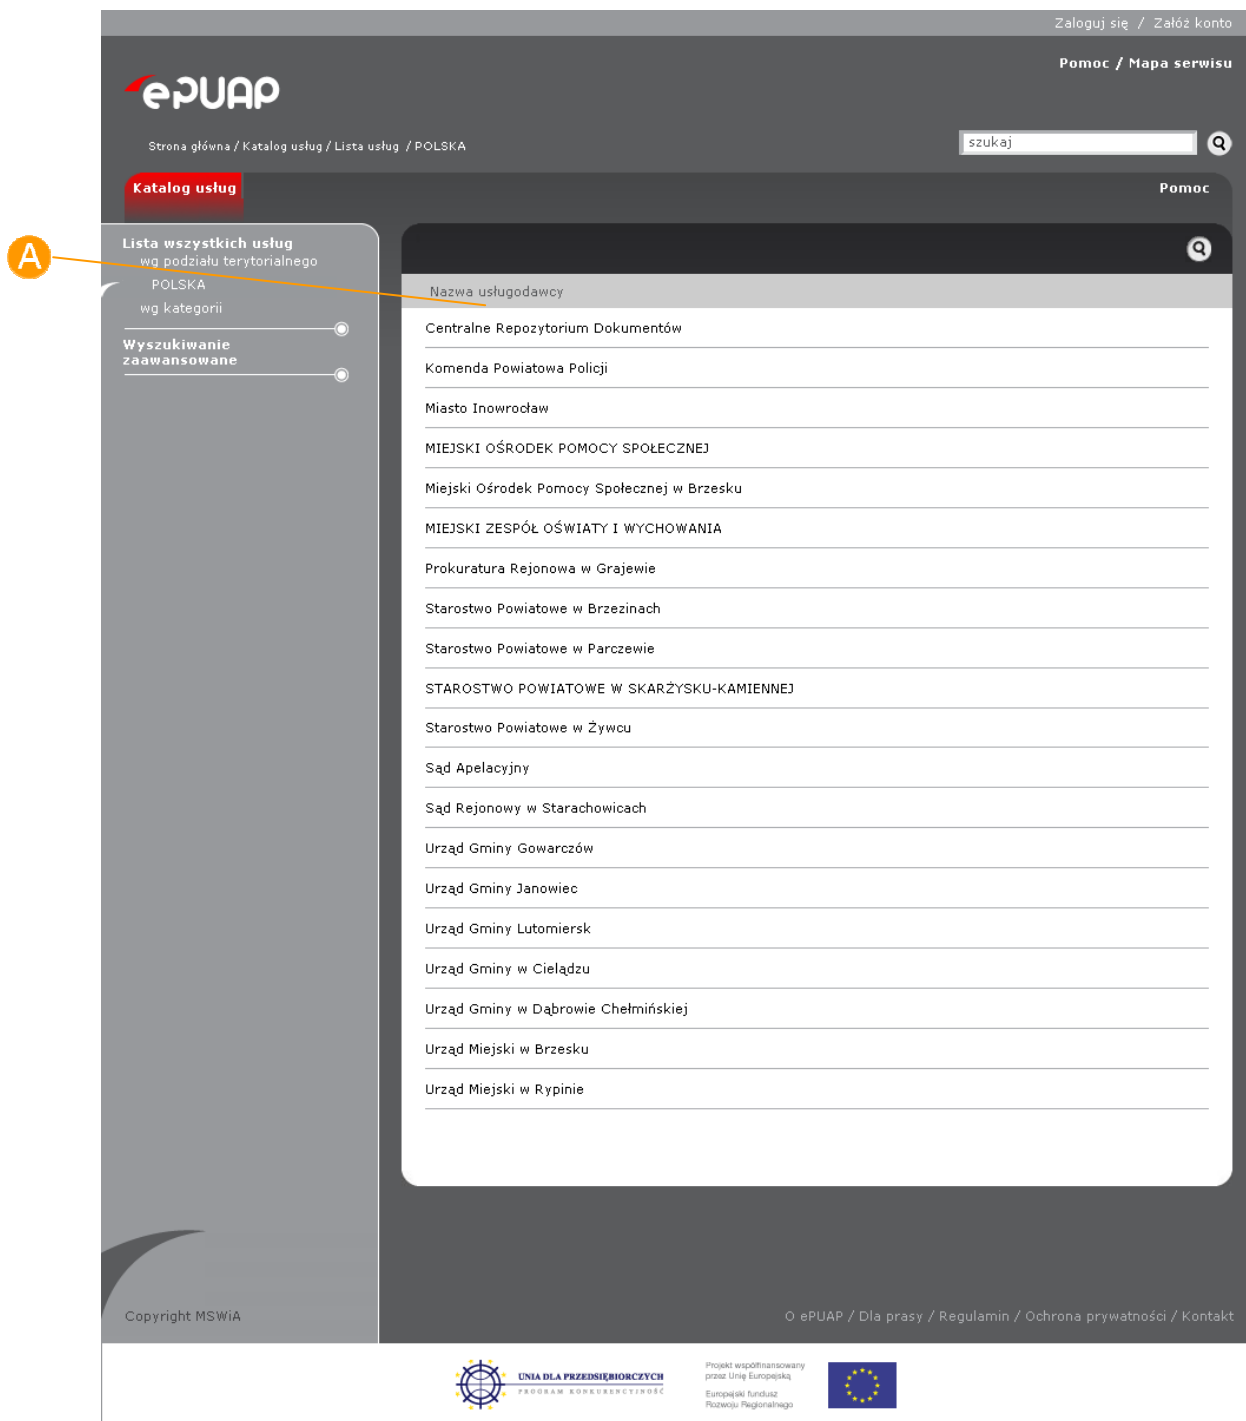 Zaloguj się / Załóż konto
Pomoc / Mapa serwisu
ePUAP
Strona główna / Katalog usług / Lista usług / POLSKA
szukaj
Katalog usług
Pomoc
A
Lista wszystkich usług
wg podziału terytorialnego
POLSKA
wg kategorii
Wyszukiwanie
zaawansowane
Nazwa usługodawcy
Centralne Repozytorium Dokumentów
Komenda Powiatowa Policji
Miasto Inowrocław
MIEJSKI OŚRODEK POMOCY SPOŁECZNEJ
Miejski Ośrodek Pomocy Społecznej w Brzesku
MIEJSKI ZESPÓŁ OŚWIATY I WYCHOWANIA
Prokuratura Rejonowa w Grajewie
Starostwo Powiatowe w Brzezinach
Starostwo Powiatowe w Parczewie
STAROSTWO POWIATOWE W SKARŻYSKU-KAMIENNEJ
Starostwo Powiatowe w Żywcu
Sąd Apelacyjny
Sąd Rejonowy w Starachowicach
Urząd Gminy Gowarczów
Urząd Gminy Janowiec
Urząd Gminy Lutomiersk
Urząd Gminy w Cielądzu
Urząd Gminy w Dąbrowie Chełmińskiej
Urząd Miejski w Brzesku
Urząd Miejski w Rypinie
Copyright MSWiA
O ePUAP / Dla prasy / Regulamin / Ochrona prywatności / Kontakt
UNIA DLA PRZEDSIĘBIORCZYCH
PROGRAM KONKURENCYJNOŚĆ
Projekt współfinansowany
przez Unię Europejską
Europejski fundusz
Rozwoju Regionalnego